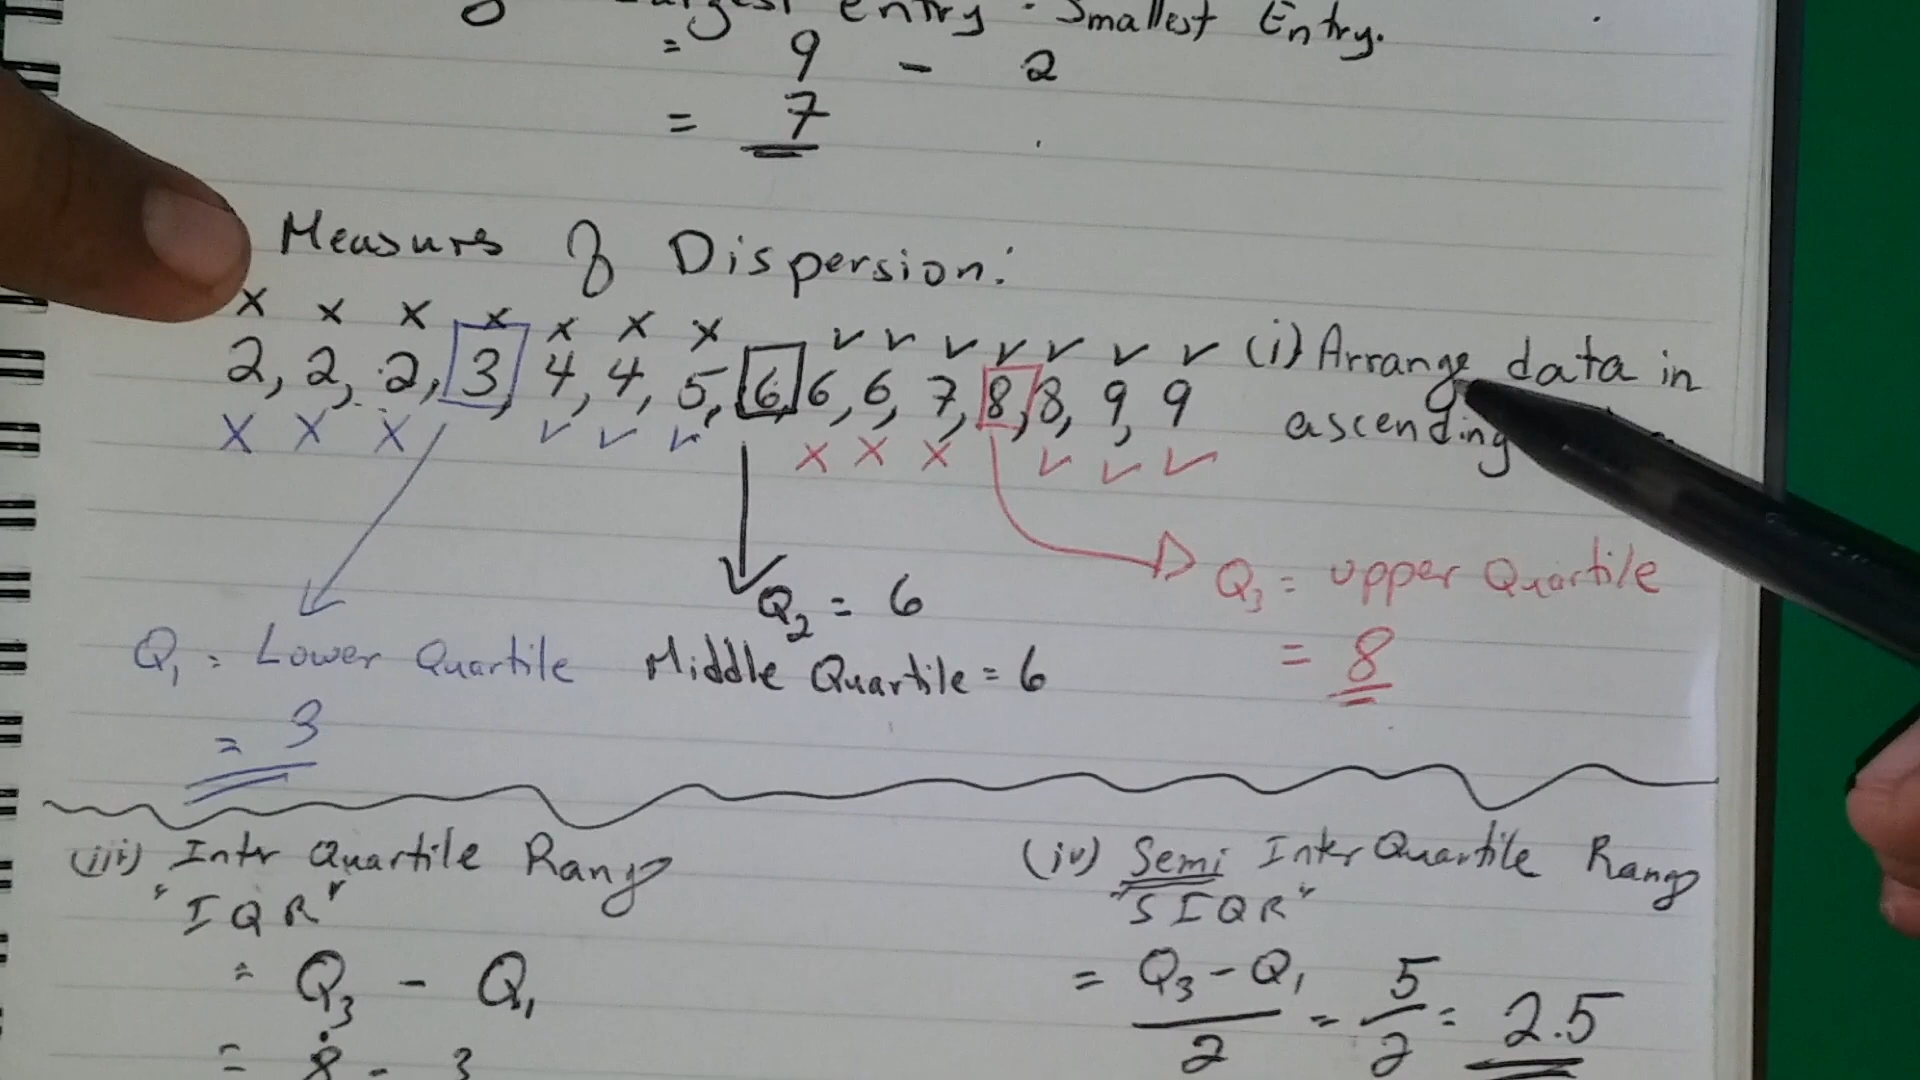 Largest entry - Smallest Entry.
= 9 - 2
= 7
Measures of Dispersion:
x x x x x x x ✓ ✓ ✓ ✓ ✓ ✓ ✓
2, 2, 2, 3, 4, 4, 5, 6, 6, 6, 7, 8, 8, 9, 9
(i) Arrange data in
ascending
x x x ✓ ✓ ✓ x x x ✓ ✓ ✓
Q2 = 6
Middle Quartile = 6
Q3 = upper Quartile
= 8
Q1 = Lower Quartile
= 3
(iii) Inter Quartile Range
"IQR"
= Q3 - Q1
= 8 - 3
(iv) Semi Inter Quartile Range
"SIQR"
= Q3 - Q1 / 2 = 5 / 2 = 2.5